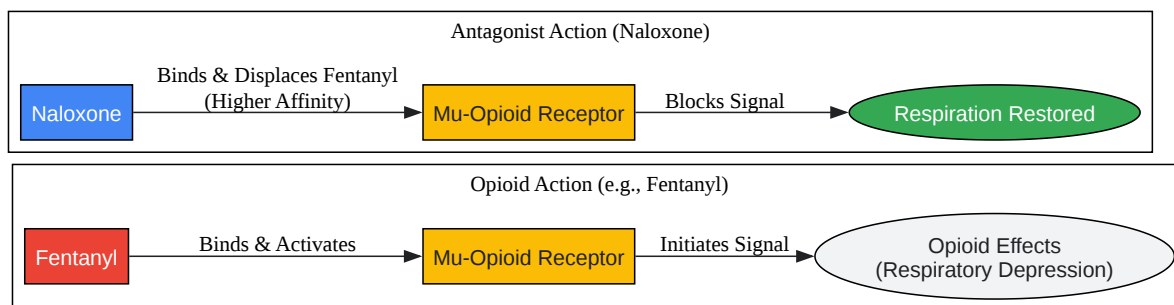 Antagonist Action (Naloxone)
Naloxone
Binds & Displaces Fentanyl
(Higher Affinity)
Mu-Opioid Receptor
Blocks Signal
Respiration Restored
Opioid Action (e.g., Fentanyl)
Fentanyl
Binds & Activates
Mu-Opioid Receptor
Initiates Signal
Opioid Effects
(Respiratory Depression)